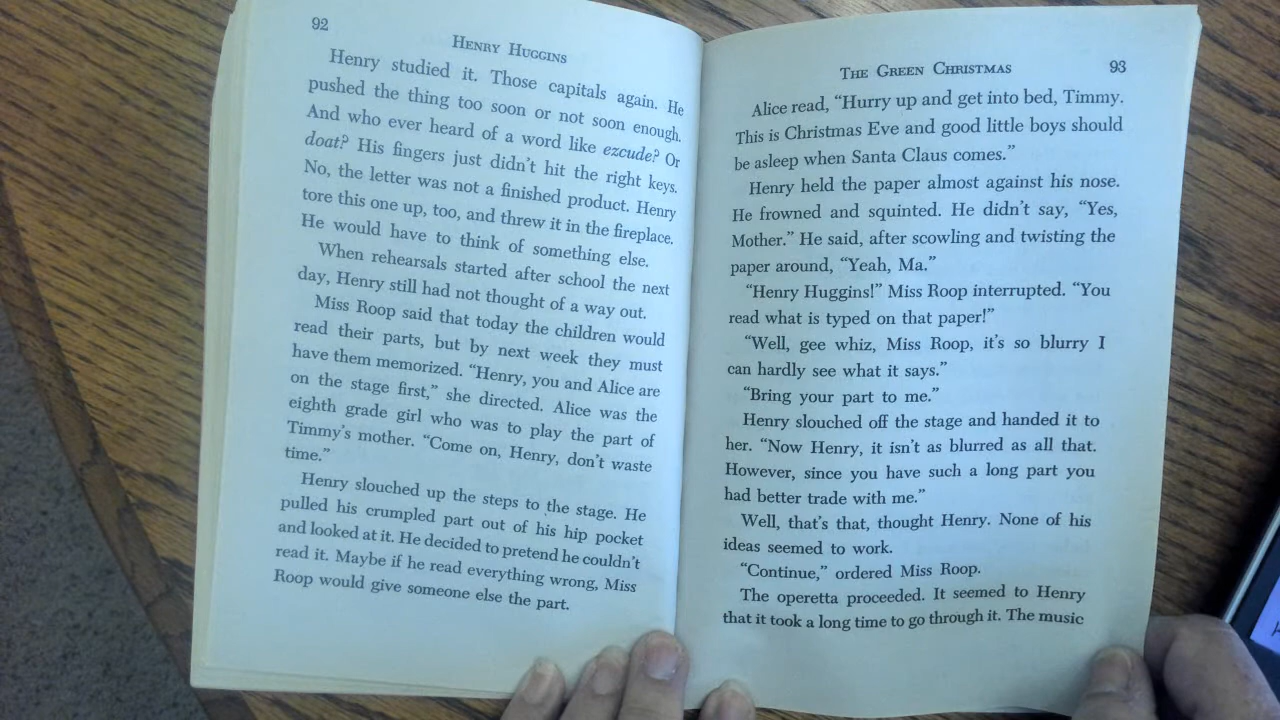 92
HENRY HUGGINS
Henry studied it. Those capitals again. He
pushed the thing too soon or not soon enough.
And who ever heard of a word like ezcude? Or
doat? His fingers just didn't hit the right keys.
No, the letter was not a finished product. Henry
tore this one up, too, and threw it in the fireplace.
He would have to think of something else.
When rehearsals started after school the next
day, Henry still had not thought of a way out.
Miss Roop said that today the children would
read their parts, but by next week they must
have them memorized. “Henry, you and Alice are
on the stage first,” she directed. Alice was the
eighth grade girl who was to play the part of
Timmy's mother. “Come on, Henry, don't waste
time.”
Henry slouched up the steps to the stage. He
pulled his crumpled part out of his hip pocket
and looked at it. He decided to pretend he couldn't
read it. Maybe if he read everything wrong, Miss
Roop would give someone else the part.
THE GREEN CHRISTMAS 93
Alice read, “Hurry up and get into bed, Timmy.
This is Christmas Eve and good little boys should
be asleep when Santa Claus comes.”
Henry held the paper almost against his nose.
He frowned and squinted. He didn't say, “Yes,
Mother.” He said, after scowling and twisting the
paper around, “Yeah, Ma.”
“Henry Huggins!” Miss Roop interrupted. “You
read what is typed on that paper!”
“Well, gee whiz, Miss Roop, it's so blurry I
can hardly see what it says.”
“Bring your part to me.”
Henry slouched off the stage and handed it to
her. “Now Henry, it isn't as blurred as all that.
However, since you have such a long part you
had better trade with me.”
Well, that's that, thought Henry. None of his
ideas seemed to work.
“Continue,” ordered Miss Roop.
The operetta proceeded. It seemed to Henry
that it took a long time to go through it. The music